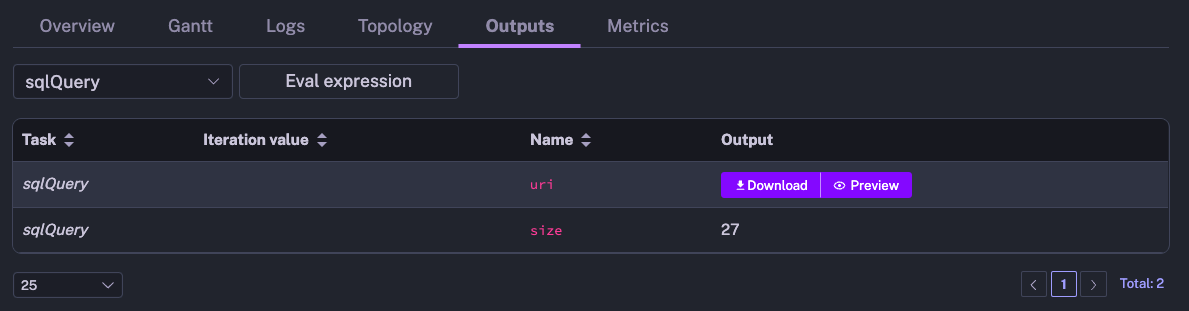 Overview Gantt Logs Topology Outputs Metrics
sqlQuery Eval expression
Task Iteration value Name Output
sqlQuery uri Download Preview
sqlQuery size 27
25 1 Total: 2